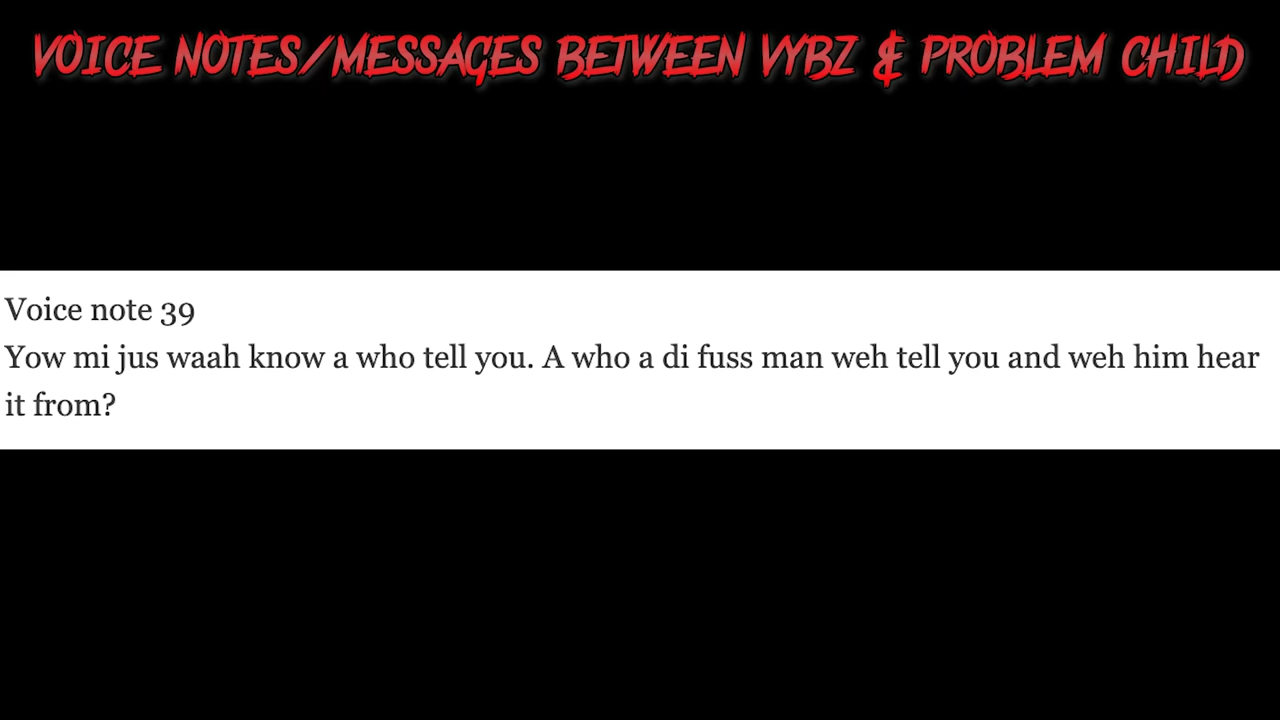 VOICE NOTES/MESSAGES BETWEEN VYBZ & PROBLEM CHILD
Voice note 39
Yow mi jus waah know a who tell you. A who a di fuss man weh tell you and weh him hear
it from?